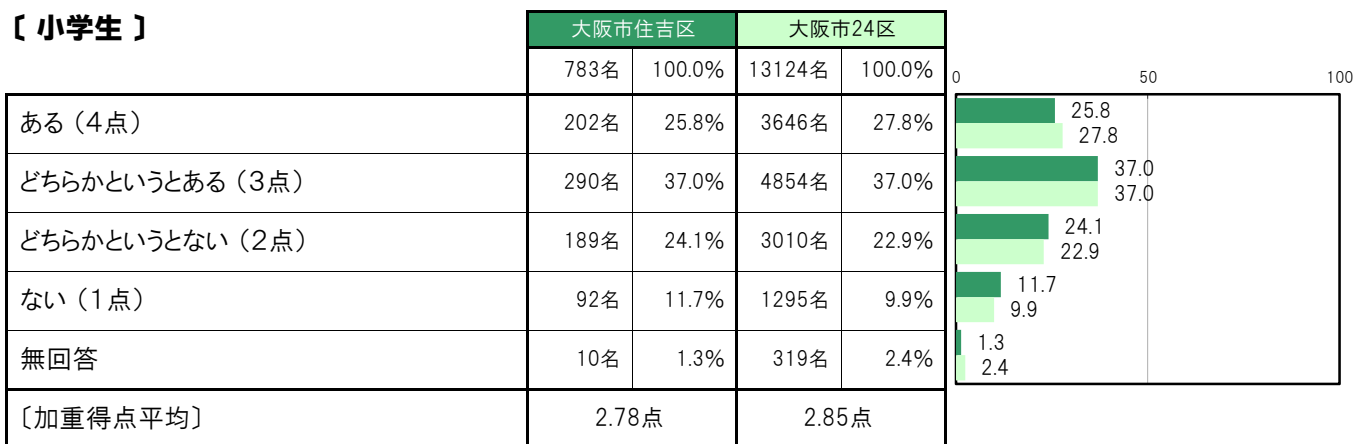 〔 小学生 〕
大阪市住吉区 大阪市24区
783名 100.0% 13124名 100.0%
0 50 100
ある（4点） 202名 25.8% 3646名 27.8%
25.8
27.8
どちらかというとある（3点） 290名 37.0% 4854名 37.0%
37.0
37.0
どちらかというとない（2点） 189名 24.1% 3010名 22.9%
24.1
22.9
ない（1点） 92名 11.7% 1295名 9.9%
11.7
9.9
無回答 10名 1.3% 319名 2.4%
1.3
2.4
〔加重得点平均〕 2.78点 2.85点